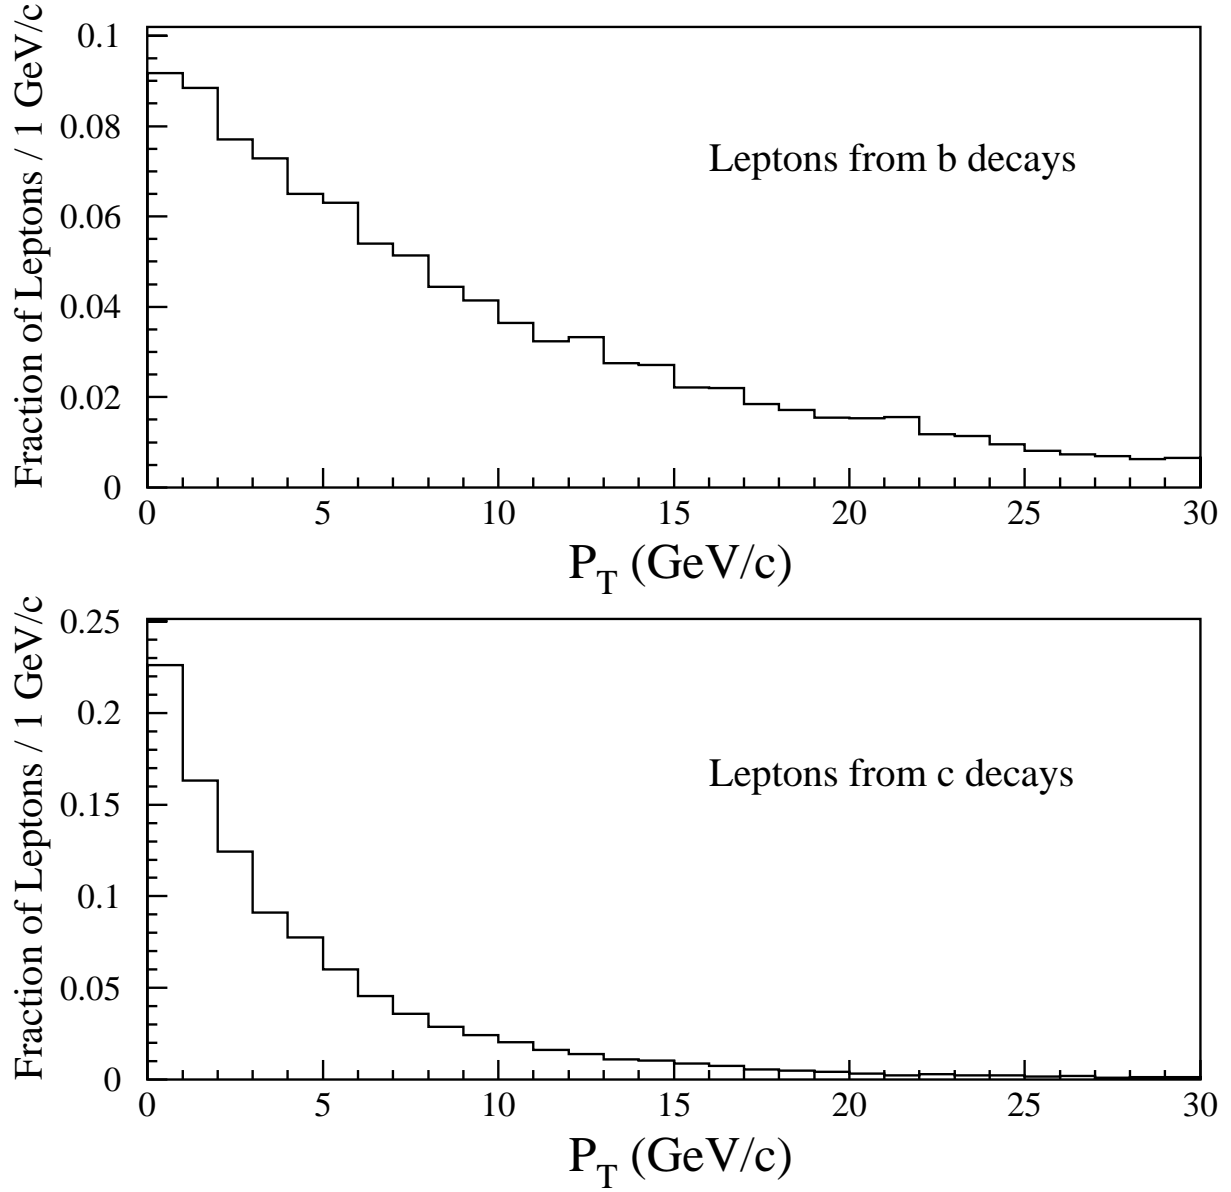 Fraction of Leptons / 1 GeV/c
0.1
0.08
0.06
0.04
0.02
0
Leptons from b decays
0 5 10 15 20 25 30
P_T (GeV/c)
Fraction of Leptons / 1 GeV/c
0.25
0.2
0.15
0.1
0.05
0
Leptons from c decays
0 5 10 15 20 25 30
P_T (GeV/c)